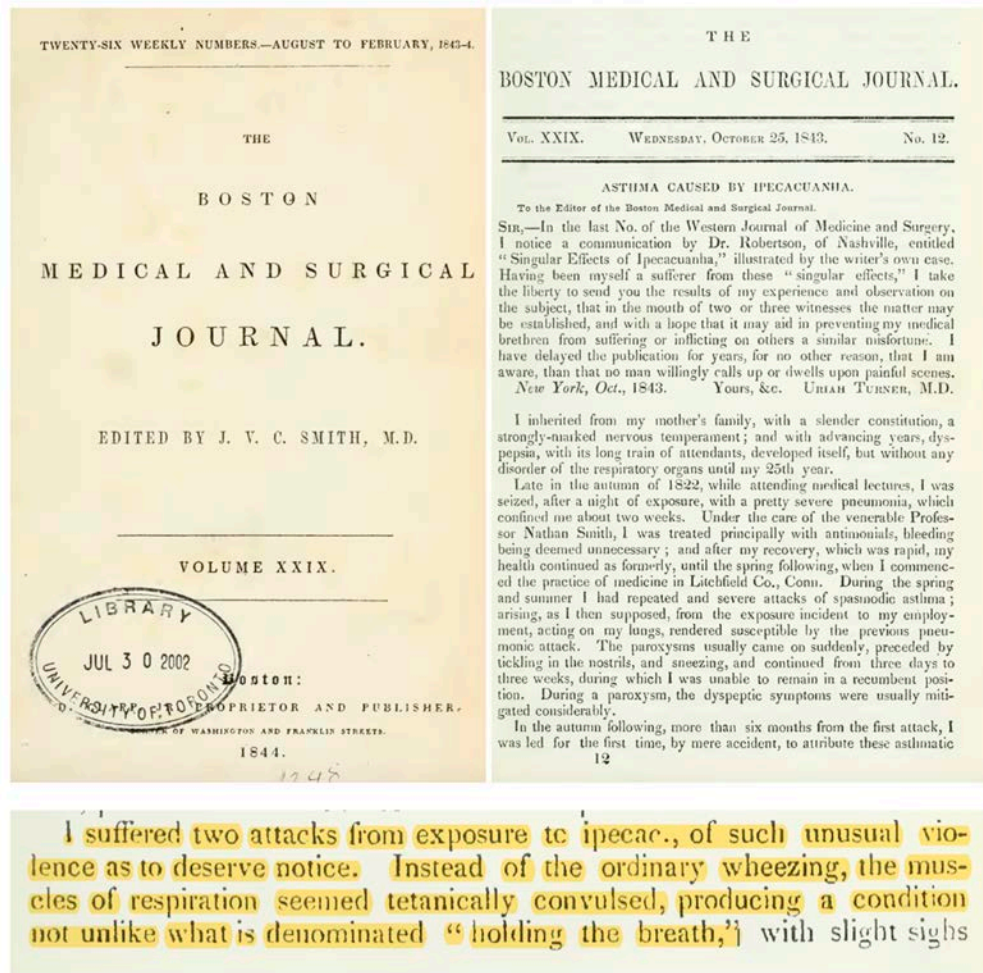 TWENTY-SIX WEEKLY NUMBERS.—AUGUST TO FEBRUARY, 1843-4.
THE
BOSTON
MEDICAL AND SURGICAL
JOURNAL.
EDITED BY J. V. C. SMITH, M.D.
VOLUME XXIX.
LIBRARY
JUL 30 2002
UNIVERSITY OF TORONTO
Boston:
PROPRIETOR AND PUBLISHER,
OF WASHINGTON AND FRANKLIN STREETS.
1844.
THE
BOSTON MEDICAL AND SURGICAL JOURNAL.
VOL. XXIX. WEDNESDAY, OCTOBER 25, 1843. No. 12.
ASTHMA CAUSED BY IPECACUANHA.
To the Editor of the Boston Medical and Surgical Journal.
SIR,—In the last No. of the Western Journal of Medicine and Surgery,
I notice a communication by Dr. Robertson, of Nashville, entitled
"Singular Effects of Ipecacuanha," illustrated by the writer's own case.
Having been myself a sufferer from these "singular effects," I take
the liberty to send you the results of my experience and observation on
the subject, that in the mouth of two or three witnesses the matter may
be established, and with a hope that it may aid in preventing my medical
brethren from suffering or inflicting on others a similar misfortune. I
have delayed the publication for years, for no other reason, that I am
aware, than that no man willingly calls up or dwells upon painful scenes.
New York, Oct., 1843. Yours, &c. URIAH TURNER, M.D.
I inherited from my mother's family, with a slender constitution, a
strongly-marked nervous temperament; and with advancing years, dys-
pepsia, with its long train of attendants, developed itself, but without any
disorder of the respiratory organs until my 25th year.
Late in the autumn of 1822, while attending medical lectures, I was
seized, after a night of exposure, with a pretty severe pneumonia, which
confined me about two weeks. Under the care of the venerable Profes-
sor Nathan Smith, I was treated principally with antimonials, bleeding
being deemed unnecessary; and after my recovery, which was rapid, my
health continued as formerly, until the spring following, when I commenc-
ed the practice of medicine in Litchfield Co., Conn. During the spring
and summer I had repeated and severe attacks of spasmodic asthma;
arising, as I then supposed, from the exposure incident to my employ-
ment, acting on my lungs, rendered susceptible by the previous pneu-
monic attack. The paroxysms usually came on suddenly, preceded by
tickling in the nostrils, and sneezing, and continued from three days to
three weeks, during which I was unable to remain in a recumbent posi-
tion. During a paroxysm, the dyspeptic symptoms were usually miti-
gated considerably.
In the autumn following, more than six months from the first attack, I
was led for the first time, by mere accident, to attribute these asthmatic
12
I suffered two attacks from exposure to ipecac., of such unusual vio-
lence as to deserve notice. Instead of the ordinary wheezing, the mus-
cles of respiration seemed tetanically convulsed, producing a condition
not unlike what is denominated "holding the breath," with slight sighs